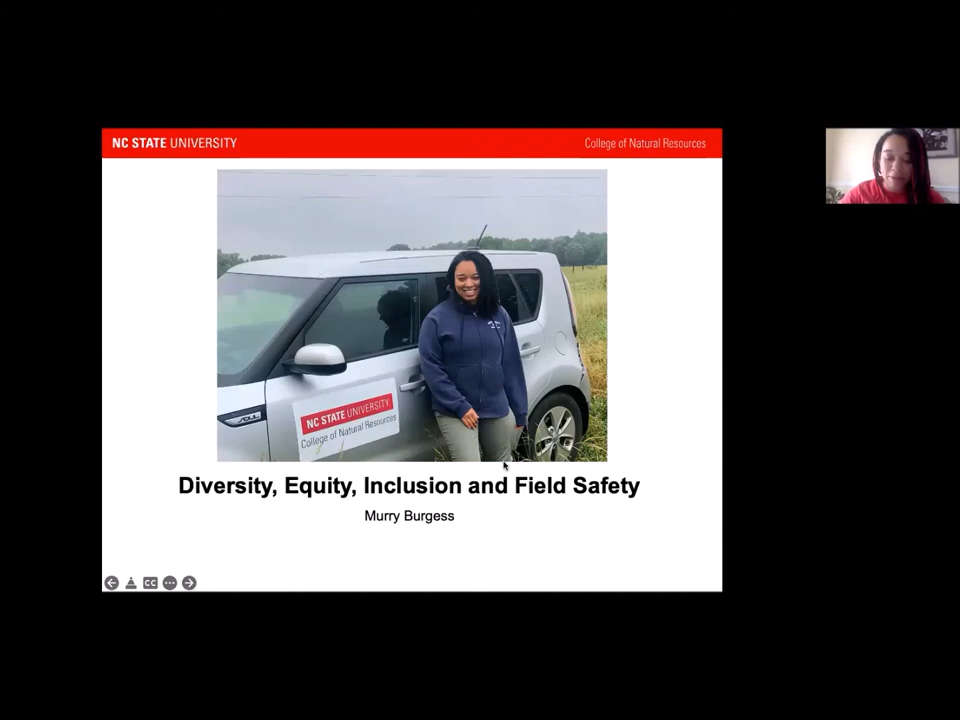 NC STATE UNIVERSITY
College of Natural Resources
NC STATE UNIVERSITY
College of Natural Resources
Diversity, Equity, Inclusion and Field Safety
Murry Burgess
CC